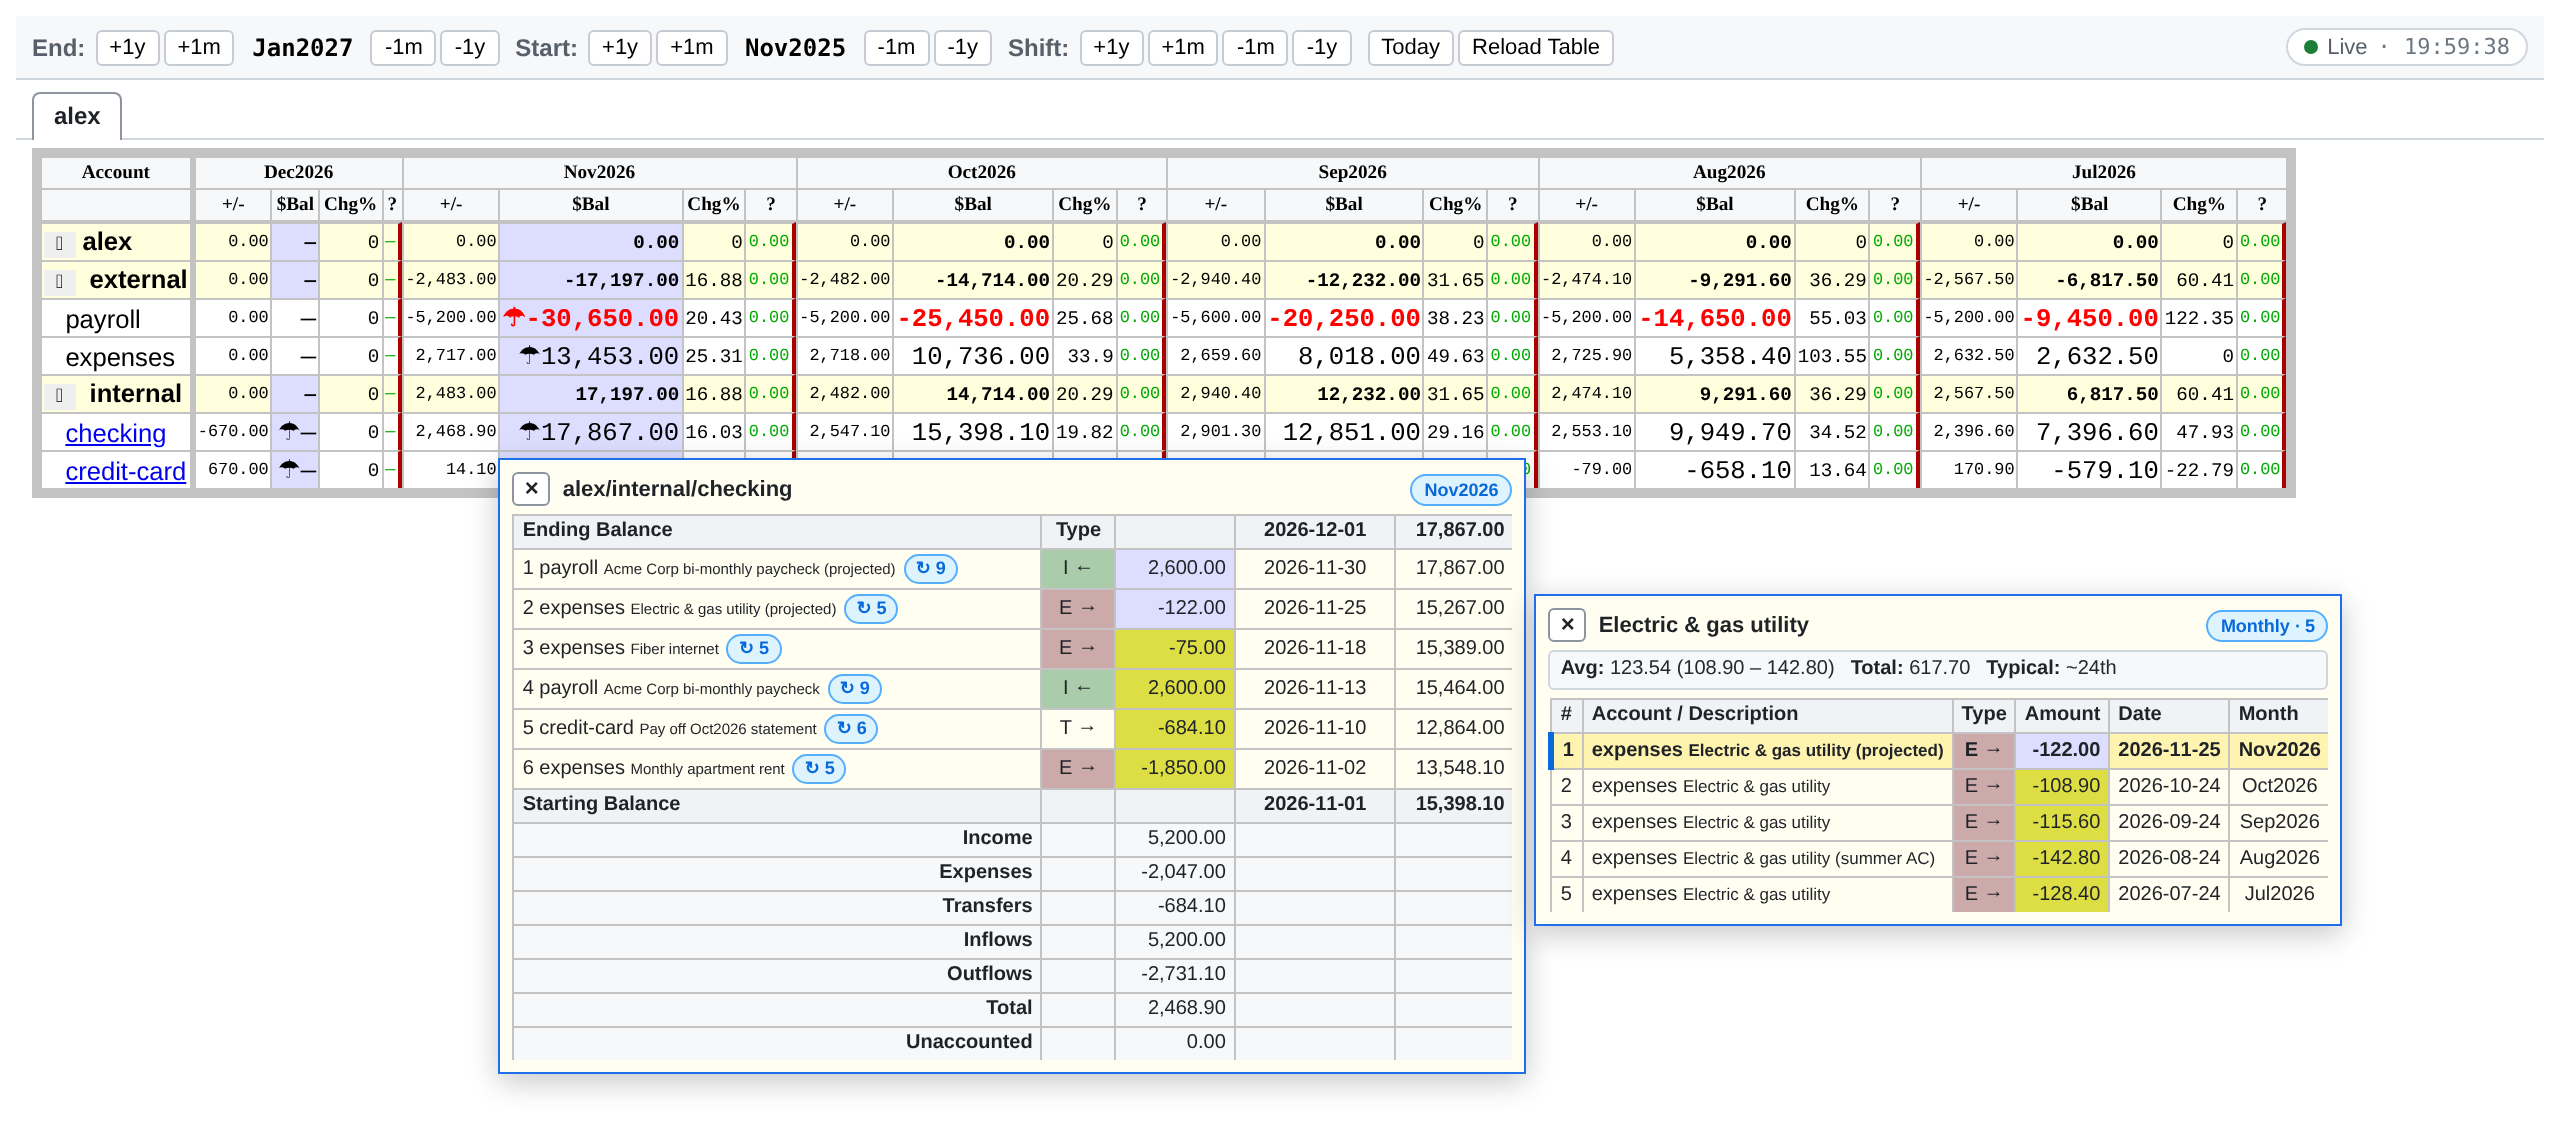 End: +1y +1m Jan2027 -1m -1y Start: +1y +1m Nov2025 -1m -1y Shift: +1y +1m -1m -1y Today Reload Table Live · 19:59:38
alex
Account Dec2026 Nov2026 Oct2026 Sep2026 Aug2026 Jul2026
+/- $Bal Chg% ? +/- $Bal Chg% ? +/- $Bal Chg% ? +/- $Bal Chg% ? +/- $Bal Chg% ? +/- $Bal Chg% ?
alex 0.00 — 0 — 0.00 0.00 0 0.00 0.00 0.00 0 0.00 0.00 0.00 0 0.00 0.00 0.00 0 0.00 0.00 0.00 0 0.00
external 0.00 — 0 — -2,483.00 -17,197.00 16.88 0.00 -2,482.00 -14,714.00 20.29 0.00 -2,940.40 -12,232.00 31.65 0.00 -2,474.10 -9,291.60 36.29 0.00 -2,567.50 -6,817.50 60.41 0.00
payroll 0.00 — 0 — -5,200.00 ☂-30,650.00 20.43 0.00 -5,200.00 -25,450.00 25.68 0.00 -5,600.00 -20,250.00 38.23 0.00 -5,200.00 -14,650.00 55.03 0.00 -5,200.00 -9,450.00 122.35 0.00
expenses 0.00 — 0 — 2,717.00 ☂13,453.00 25.31 0.00 2,718.00 10,736.00 33.9 0.00 2,659.60 8,018.00 49.63 0.00 2,725.90 5,358.40 103.55 0.00 2,632.50 2,632.50 0 0.00
internal 0.00 — 0 — 2,483.00 17,197.00 16.88 0.00 2,482.00 14,714.00 20.29 0.00 2,940.40 12,232.00 31.65 0.00 2,474.10 9,291.60 36.29 0.00 2,567.50 6,817.50 60.41 0.00
checking -670.00 ☂— 0 — 2,468.90 ☂17,867.00 16.03 0.00 2,547.10 15,398.10 19.82 0.00 2,901.30 12,851.00 29.16 0.00 2,553.10 9,949.70 34.52 0.00 2,396.60 7,396.60 47.93 0.00
credit-card 670.00 ☂— 0 — 14.10 -79.00 -658.10 13.64 0.00 170.90 -579.10 -22.79 0.00
✕ alex/internal/checking Nov2026
Ending Balance Type 2026-12-01 17,867.00
1 payroll Acme Corp bi-monthly paycheck (projected) ↻ 9 I ← 2,600.00 2026-11-30 17,867.00
2 expenses Electric & gas utility (projected) ↻ 5 E → -122.00 2026-11-25 15,267.00
3 expenses Fiber internet ↻ 5 E → -75.00 2026-11-18 15,389.00
4 payroll Acme Corp bi-monthly paycheck ↻ 9 I ← 2,600.00 2026-11-13 15,464.00
5 credit-card Pay off Oct2026 statement ↻ 6 T → -684.10 2026-11-10 12,864.00
6 expenses Monthly apartment rent ↻ 5 E → -1,850.00 2026-11-02 13,548.10
Starting Balance 2026-11-01 15,398.10
Income 5,200.00
Expenses -2,047.00
Transfers -684.10
Inflows 5,200.00
Outflows -2,731.10
Total 2,468.90
Unaccounted 0.00
✕ Electric & gas utility Monthly · 5
Avg: 123.54 (108.90 – 142.80) Total: 617.70 Typical: ~24th
# Account / Description Type Amount Date Month
1 expenses Electric & gas utility (projected) E → -122.00 2026-11-25 Nov2026
2 expenses Electric & gas utility E → -108.90 2026-10-24 Oct2026
3 expenses Electric & gas utility E → -115.60 2026-09-24 Sep2026
4 expenses Electric & gas utility (summer AC) E → -142.80 2026-08-24 Aug2026
5 expenses Electric & gas utility E → -128.40 2026-07-24 Jul2026